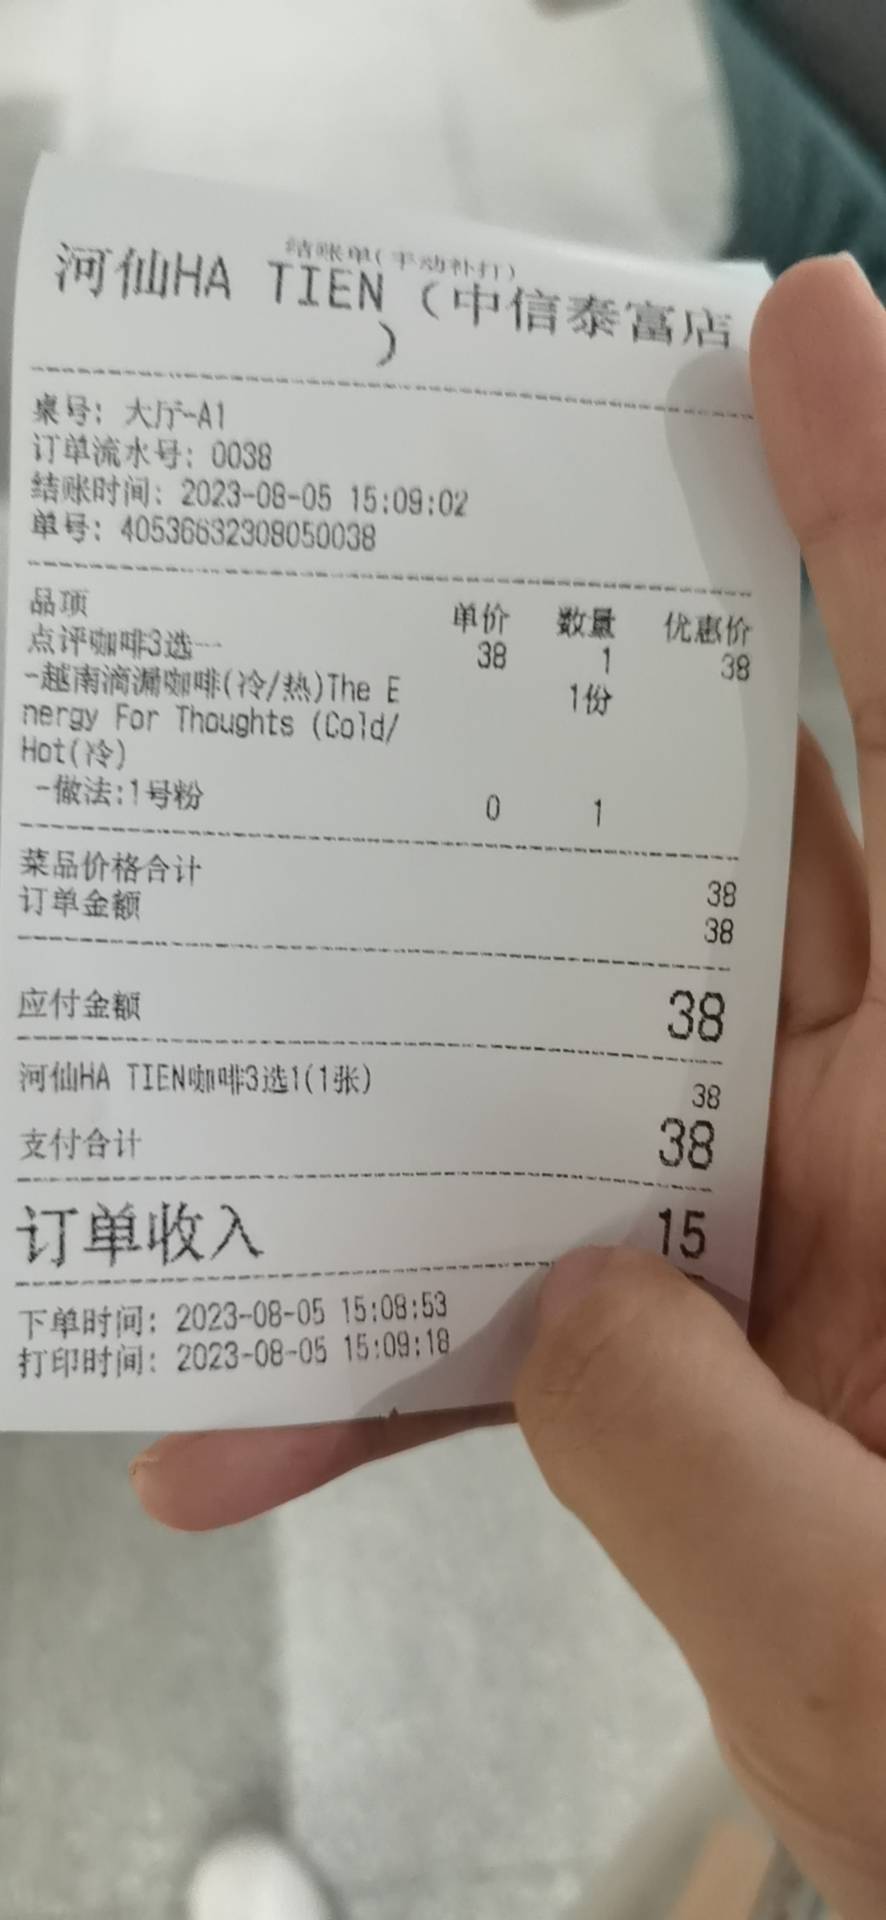 结账单(手动补打)
河仙HA TIEN（中信泰富店
）
桌号: 大厅-A1
订单流水号: 0038
结账时间: 2023-08-05 15:09:02
单号: 40536632308050038
品项 单价 数量 优惠价
点评咖啡3选一 38 1 38
-越南滴漏咖啡(冷/热)The E 1份
nergy For Thoughts (Cold/
Hot(冷)
-做法:1号粉 0 1
菜品价格合计 38
订单金额 38
应付金额 38
河仙HA TIEN咖啡3选1(1张) 38
支付合计 38
订单收入 15
下单时间: 2023-08-05 15:08:53
打印时间: 2023-08-05 15:09:18